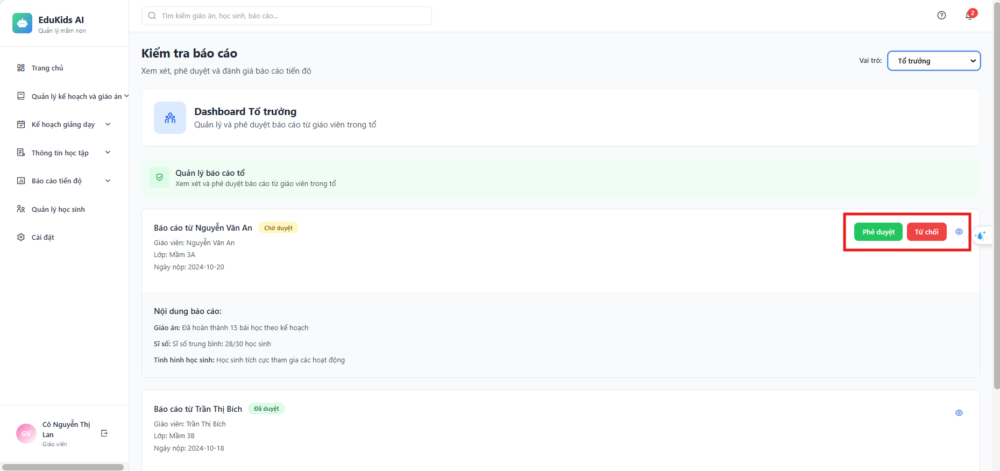 EduKids AI
Quản lý mầm non
Tìm kiếm giáo án, học sinh, báo cáo...
2
Trang chủ
Quản lý kế hoạch và giáo án
Kế hoạch giảng dạy
Thông tin học tập
Báo cáo tiến độ
Quản lý học sinh
Cài đặt
GV
Cô Nguyễn Thị
Lan
Giáo viên
Kiểm tra báo cáo
Xem xét, phê duyệt và đánh giá báo cáo tiến độ
Vai trò:
Tổ trưởng
Dashboard Tổ trưởng
Quản lý và phê duyệt báo cáo từ giáo viên trong tổ
Quản lý báo cáo tổ
Xem xét và phê duyệt báo cáo từ giáo viên trong tổ
Báo cáo từ Nguyễn Văn An Chờ duyệt
Phê duyệt Từ chối
Giáo viên: Nguyễn Văn An
Lớp: Mầm 3A
Ngày nộp: 2024-10-20
Nội dung báo cáo:
Giáo án: Đã hoàn thành 15 bài học theo kế hoạch
Sĩ số: Sĩ số trung bình: 28/30 học sinh
Tình hình học sinh: Học sinh tích cực tham gia các hoạt động
Báo cáo từ Trần Thị Bích Đã duyệt
Giáo viên: Trần Thị Bích
Lớp: Mầm 3B
Ngày nộp: 2024-10-18